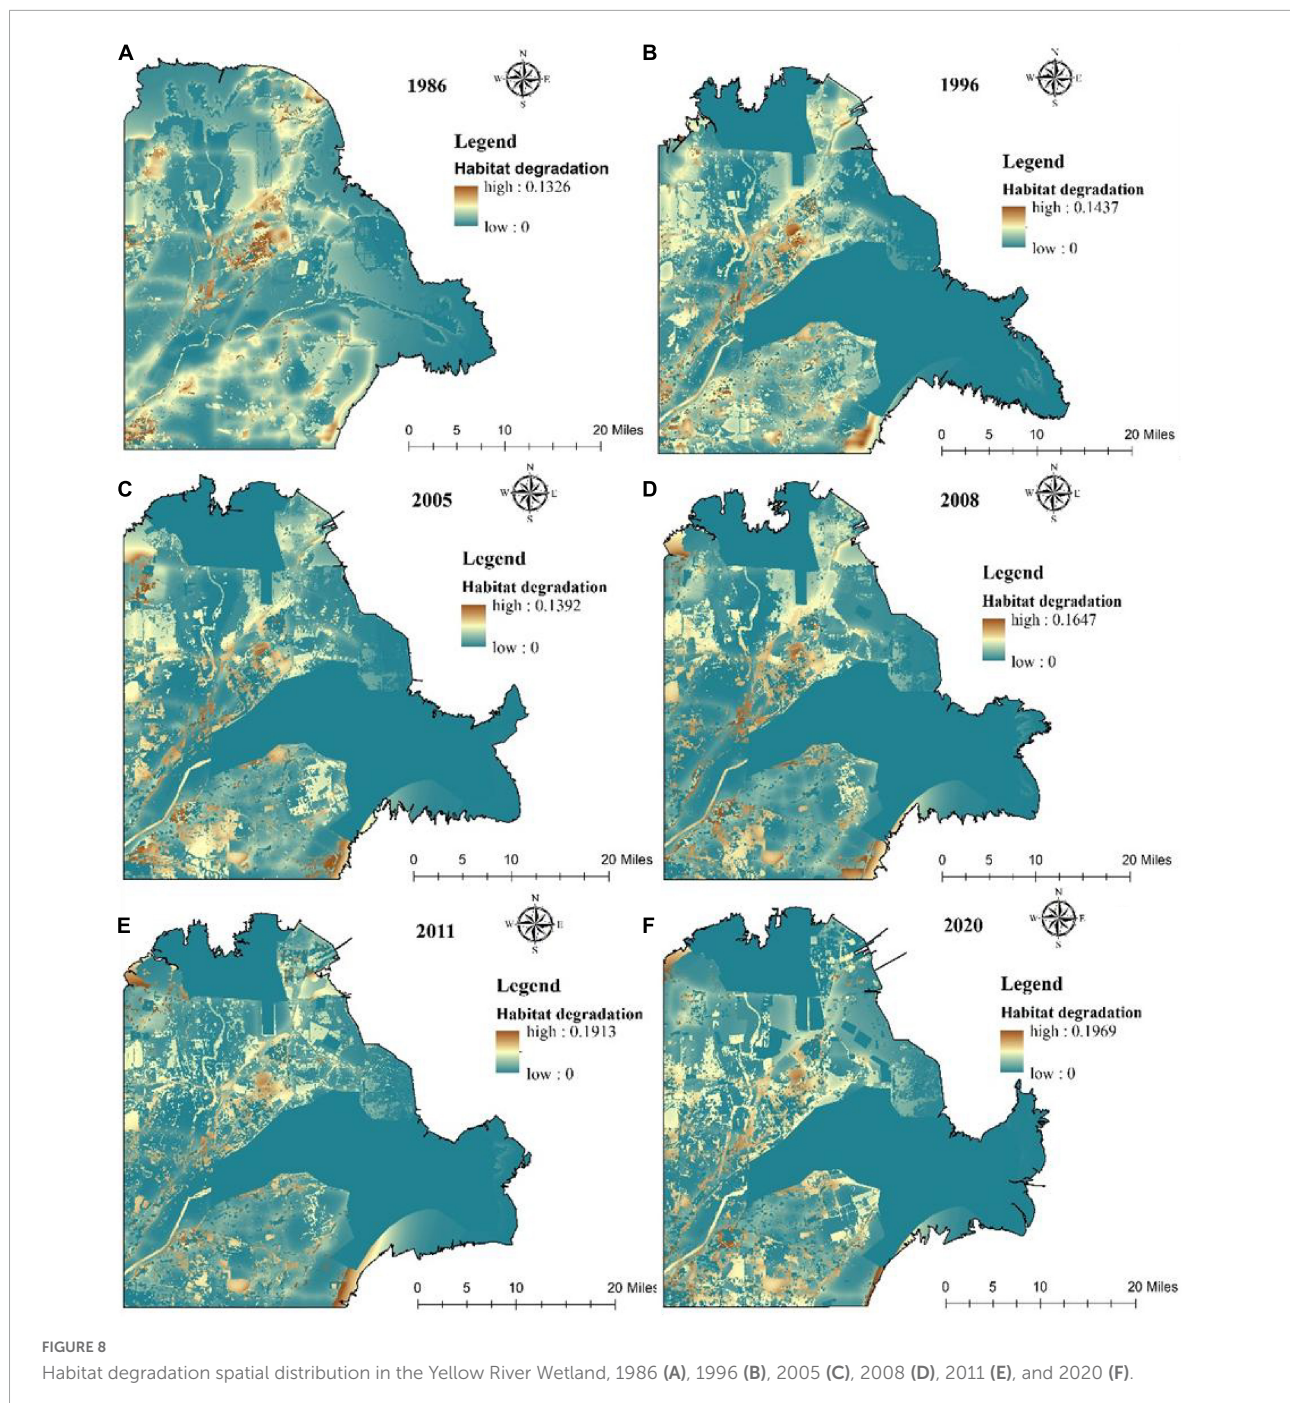 A
1986
N
W E
S
Legend
Habitat degradation
high : 0.1326
low : 0
0 5 10 20 Miles
B
1996
N
W E
S
Legend
Habitat degradation
high : 0.1437
low : 0
0 5 10 20 Miles
C
2005
N
W E
S
Legend
Habitat degradation
high : 0.1392
low : 0
0 5 10 20 Miles
D
2008
N
W E
S
Legend
Habitat degradation
high : 0.1647
low : 0
0 5 10 20 Miles
E
2011
N
W E
S
Legend
Habitat degradation
high : 0.1913
low : 0
0 5 10 20 Miles
F
2020
N
W E
S
Legend
Habitat degradation
high : 0.1969
low : 0
0 5 10 20 Miles
FIGURE 8
Habitat degradation spatial distribution in the Yellow River Wetland, 1986 (A), 1996 (B), 2005 (C), 2008 (D), 2011 (E), and 2020 (F).